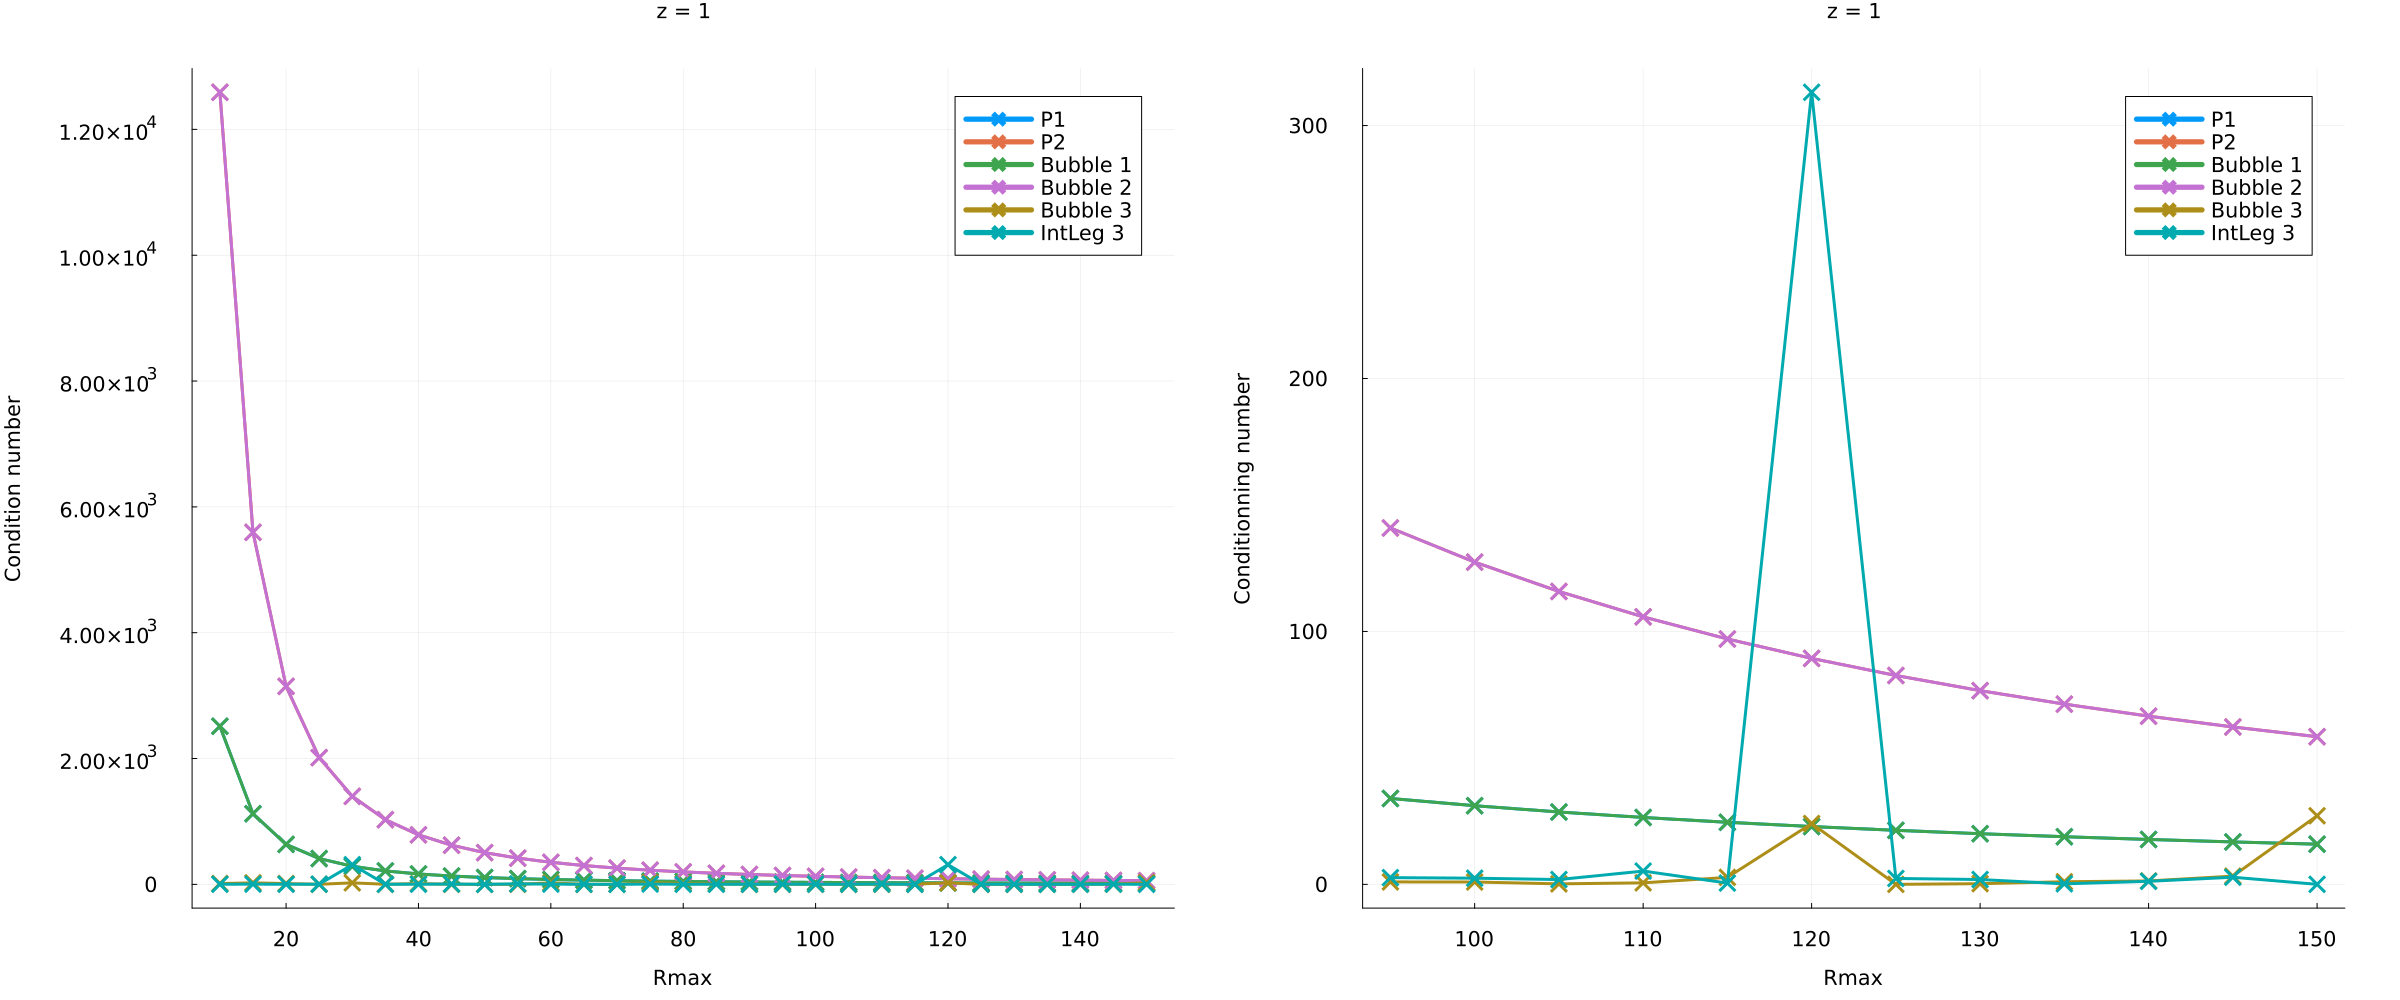 z = 1
Condition number
1.20×10⁴
1.00×10⁴
8.00×10³
6.00×10³
4.00×10³
2.00×10³
0
20 40 60 80 100 120 140
Rmax
P1
P2
Bubble 1
Bubble 2
Bubble 3
IntLeg 3
z = 1
Conditionning number
300
200
100
0
100 110 120 130 140 150
Rmax
P1
P2
Bubble 1
Bubble 2
Bubble 3
IntLeg 3